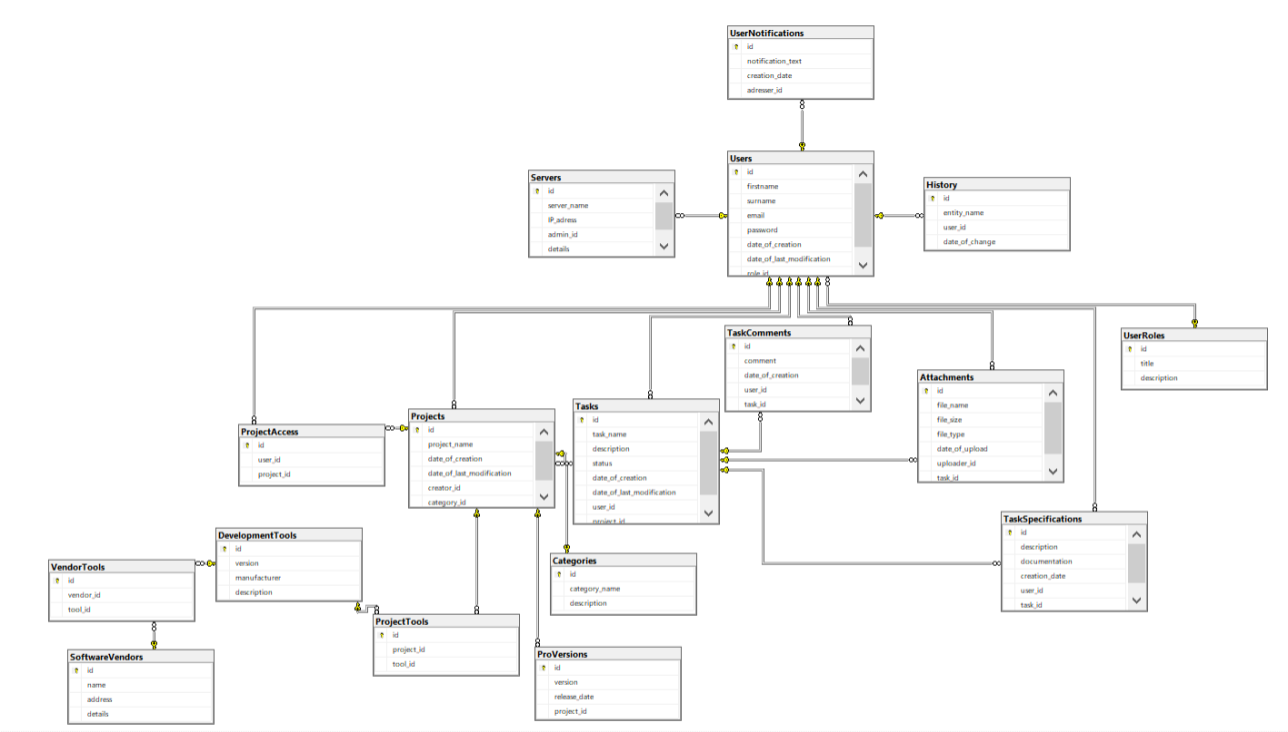 UserNotifications
id
notification_text
creation_date
adresser_id
Users
id
firstname
surname
email
password
date_of_creation
date_of_last_modification
role_id
Servers
id
server_name
IP_adress
admin_id
details
History
id
entity_name
user_id
date_of_change
TaskComments
id
comment
date_of_creation
user_id
task_id
UserRoles
id
title
description
Attachments
id
file_name
file_size
file_type
date_of_upload
uploader_id
task_id
Tasks
id
task_name
description
status
date_of_creation
date_of_last_modification
user_id
project_id
Projects
id
project_name
date_of_creation
date_of_last_modification
creator_id
category_id
ProjectAccess
id
user_id
project_id
TaskSpecifications
id
description
documentation
creation_date
user_id
task_id
DevelopmentTools
id
version
manufacturer
description
Categories
id
category_name
description
VendorTools
id
vendor_id
tool_id
ProjectTools
id
project_id
tool_id
SoftwareVendors
id
name
address
details
ProVersions
id
version
release_date
project_id